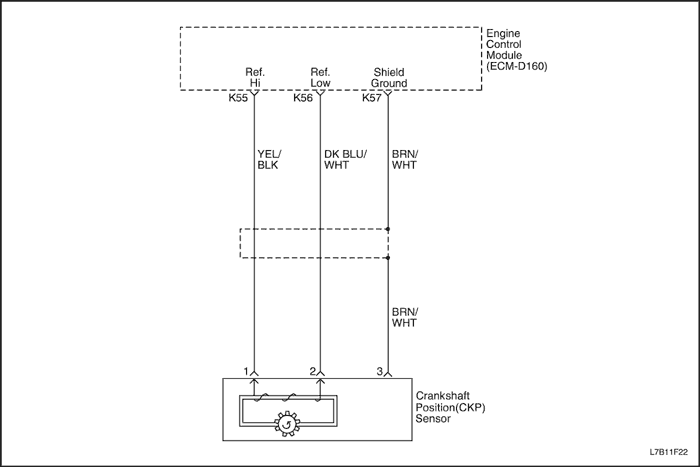 Engine
Control
Module
(ECM-D160)
Ref.
Hi
Ref.
Low
Shield
Ground
K55
K56
K57
YEL/
BLK
DK BLU/
WHT
BRN/
WHT
BRN/
WHT
1
2
3
Crankshaft
Position(CKP)
Sensor
L7B11F22